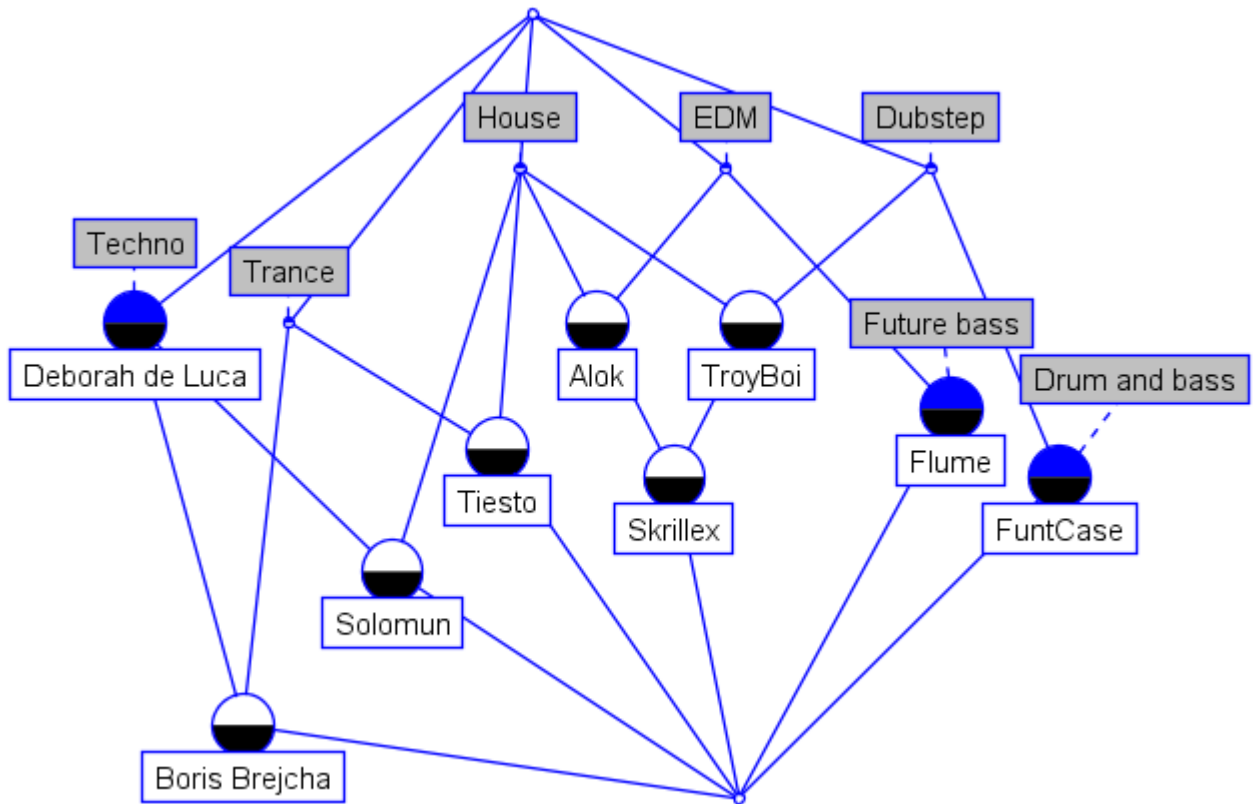 House
EDM
Dubstep
Techno
Trance
Future bass
Deborah de Luca
Alok
TroyBoi
Drum and bass
Flume
Tiesto
Skrillex
FuntCase
Solomun
Boris Brejcha